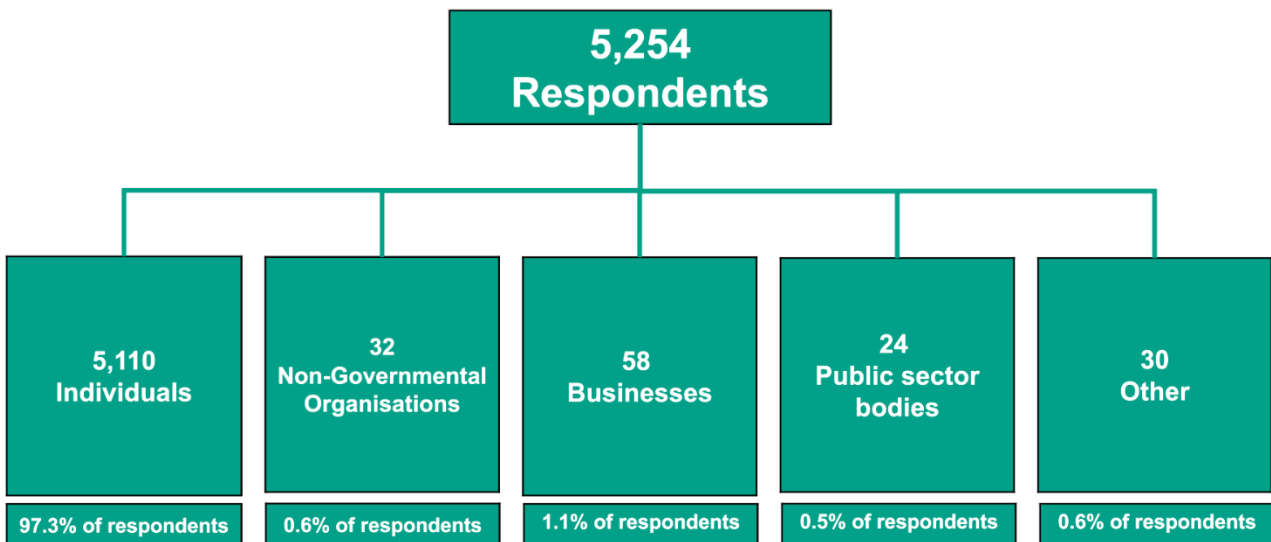 5,254
Respondents
5,110
Individuals
97.3% of respondents
32
Non-Governmental
Organisations
0.6% of respondents
58
Businesses
1.1% of respondents
24
Public sector
bodies
0.5% of respondents
30
Other
0.6% of respondents